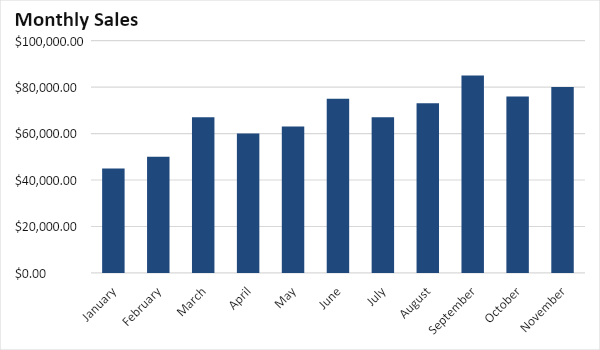 Monthly Sales
$100,000.00
$80,000.00
$60,000.00
$40,000.00
$20,000.00
$0.00
January
February
March
April
May
June
July
August
September
October
November